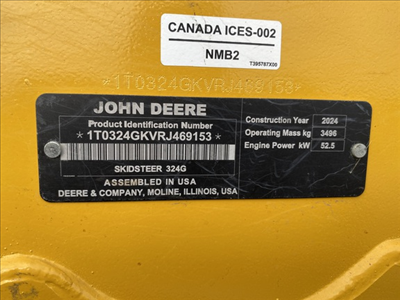 CANADA ICES-002
NMB2
T395787X00
*1T0324GKVRJ469153*
JOHN DEERE
Product Identification Number
*1T0324GKVRJ469153*
SKIDSTEER 324G
ASSEMBLED IN USA
DEERE & COMPANY, MOLINE, ILLINOIS, USA
Construction Year 2024
Operating Mass kg 3496
Engine Power kW 52.5